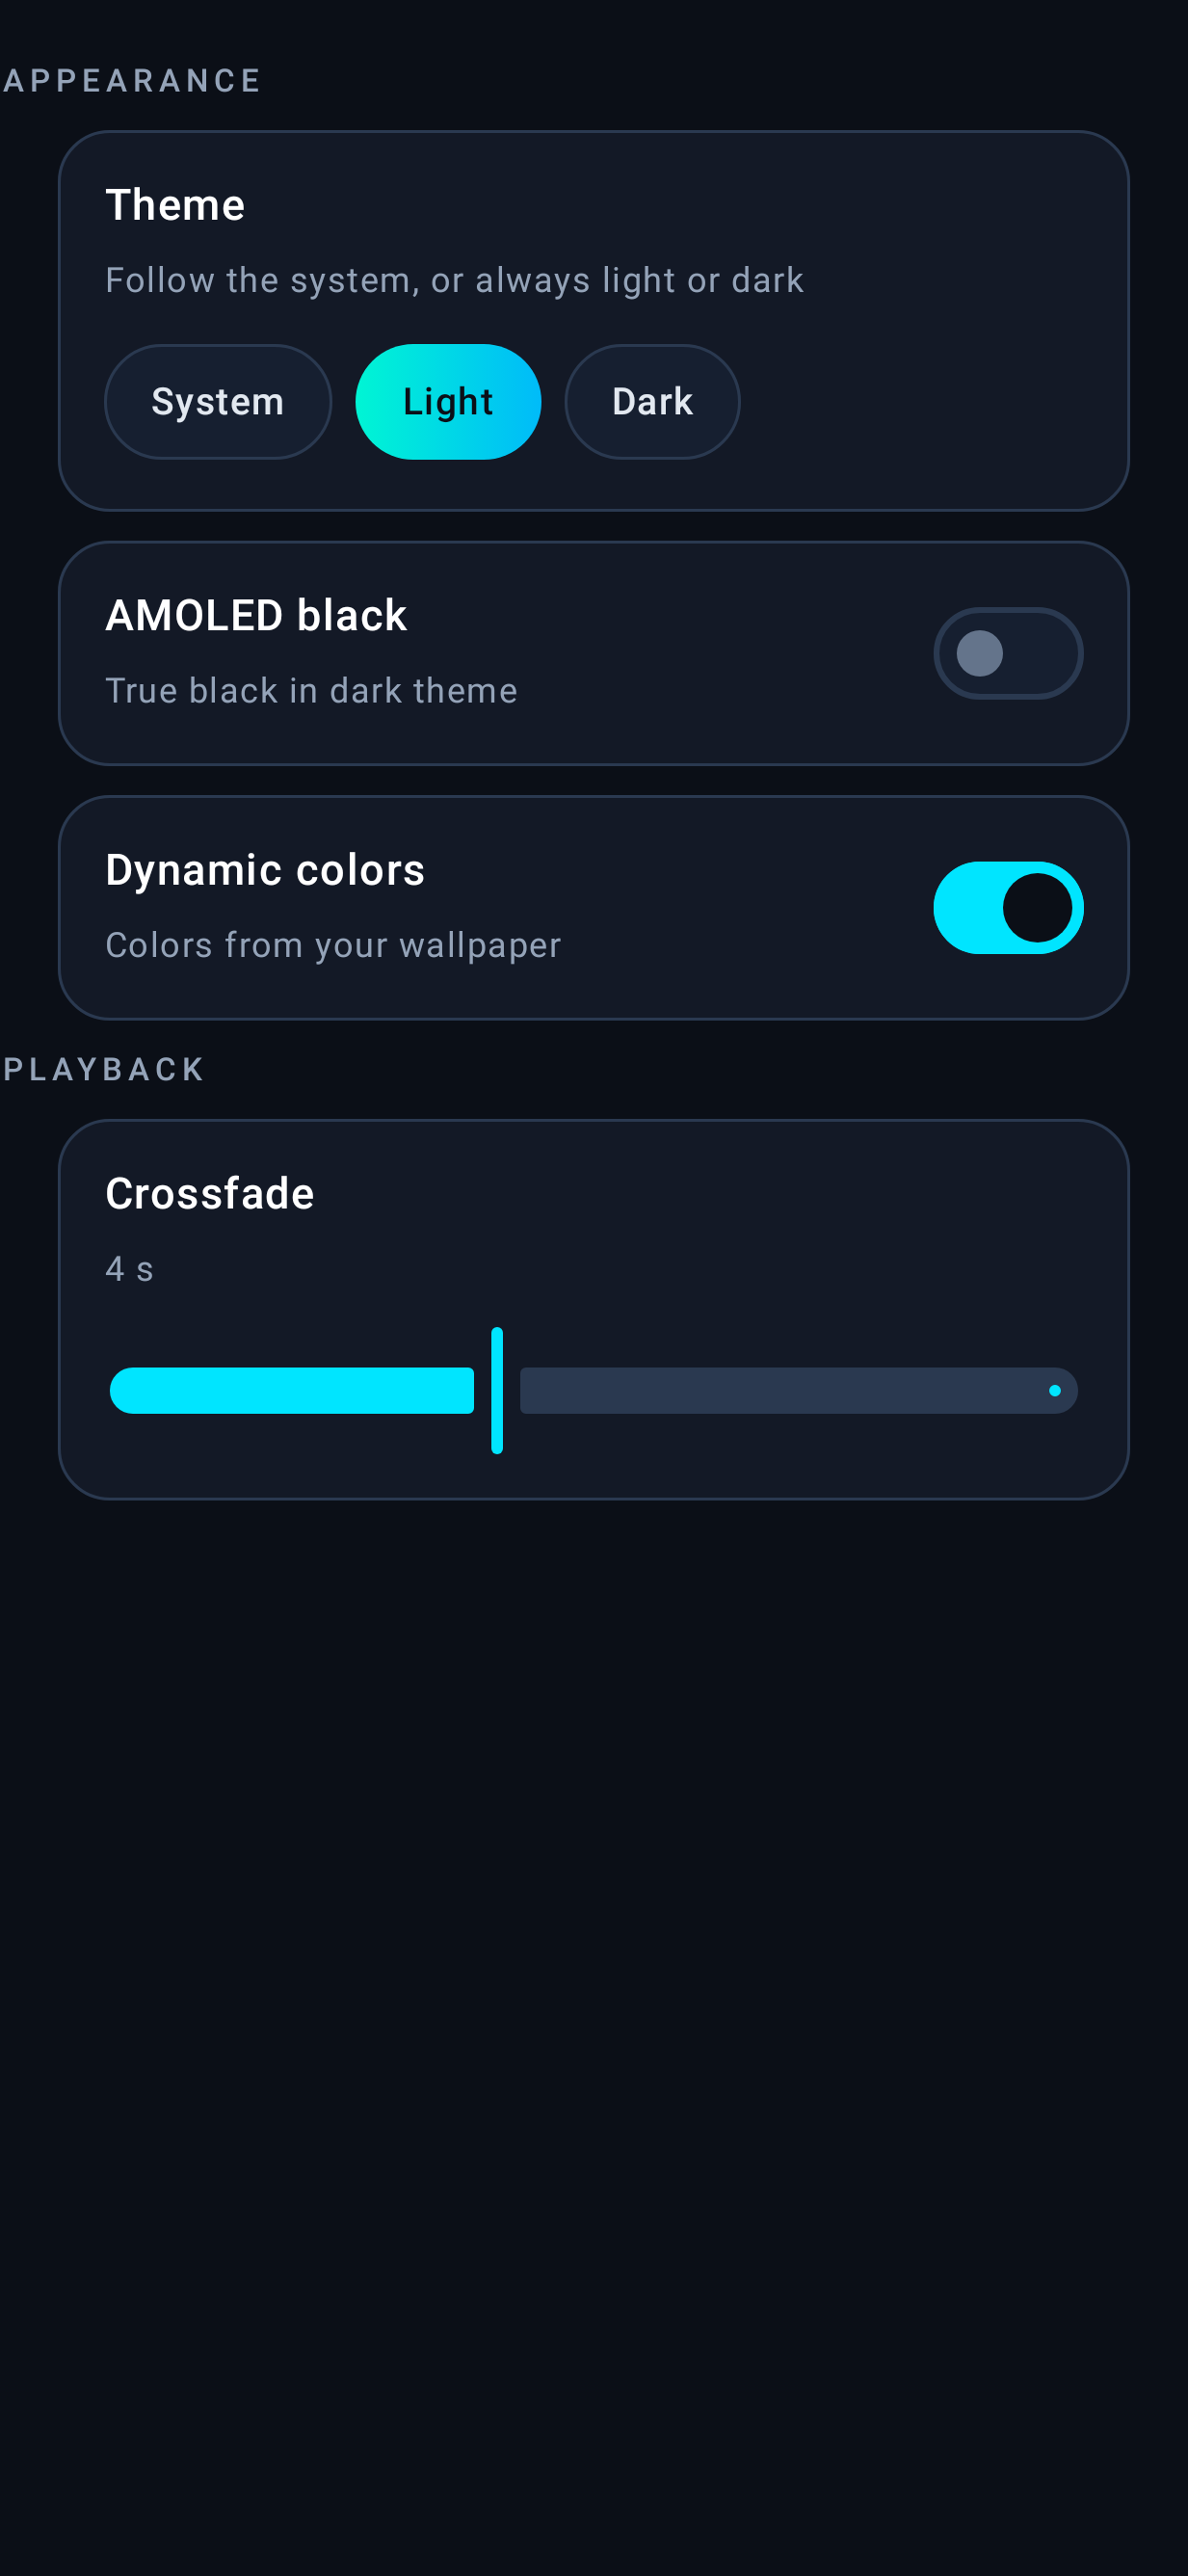 APPEARANCE
Theme
Follow the system, or always light or dark
System Light Dark
AMOLED black
True black in dark theme
Dynamic colors
Colors from your wallpaper
PLAYBACK
Crossfade
4 s